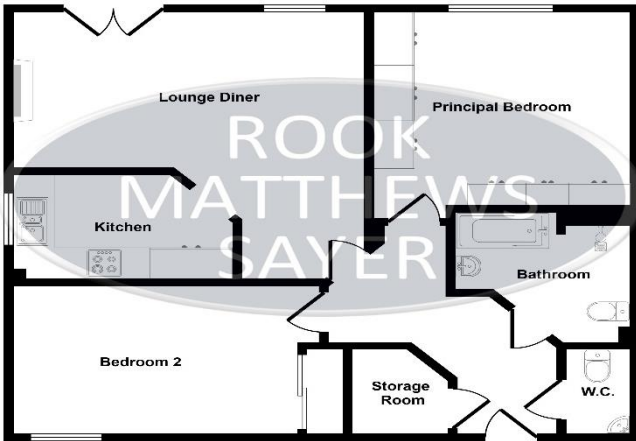 Lounge Diner
Principal Bedroom
ROOK
MATTHEWS
SAYER
Kitchen
Bathroom
Bedroom 2
Storage
Room
W.C.